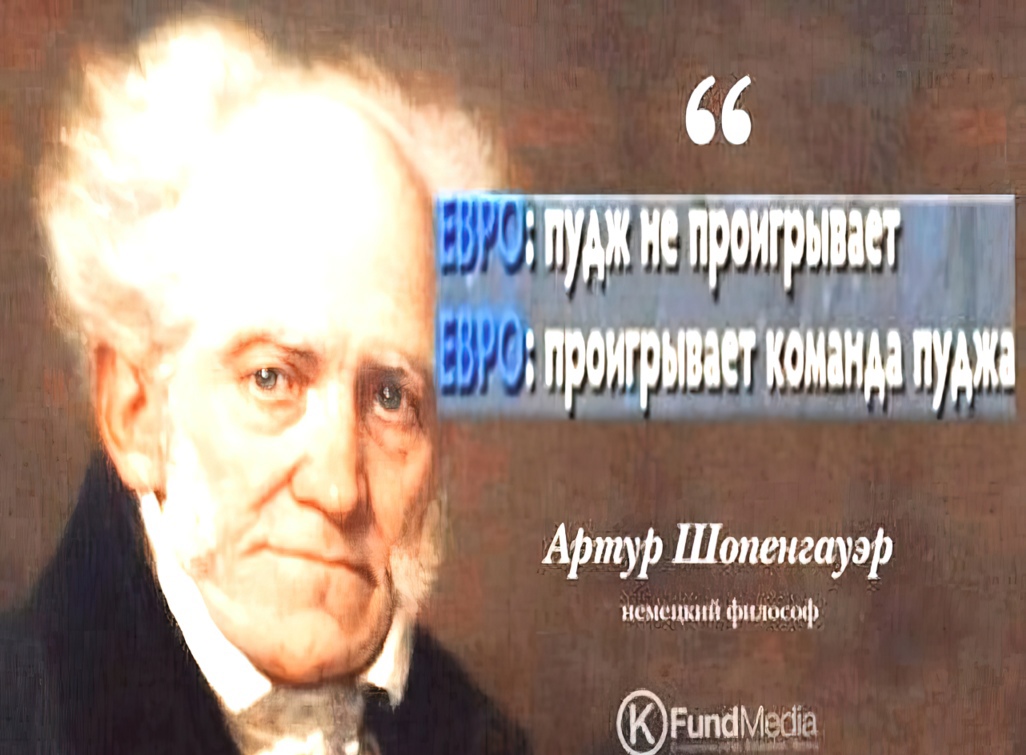 “
ЕВРО: пудж не проигрывает
ЕВРО: проигрывает команда пуджа
Артур Шопенгауэр
немецкий философ
K FundMedia